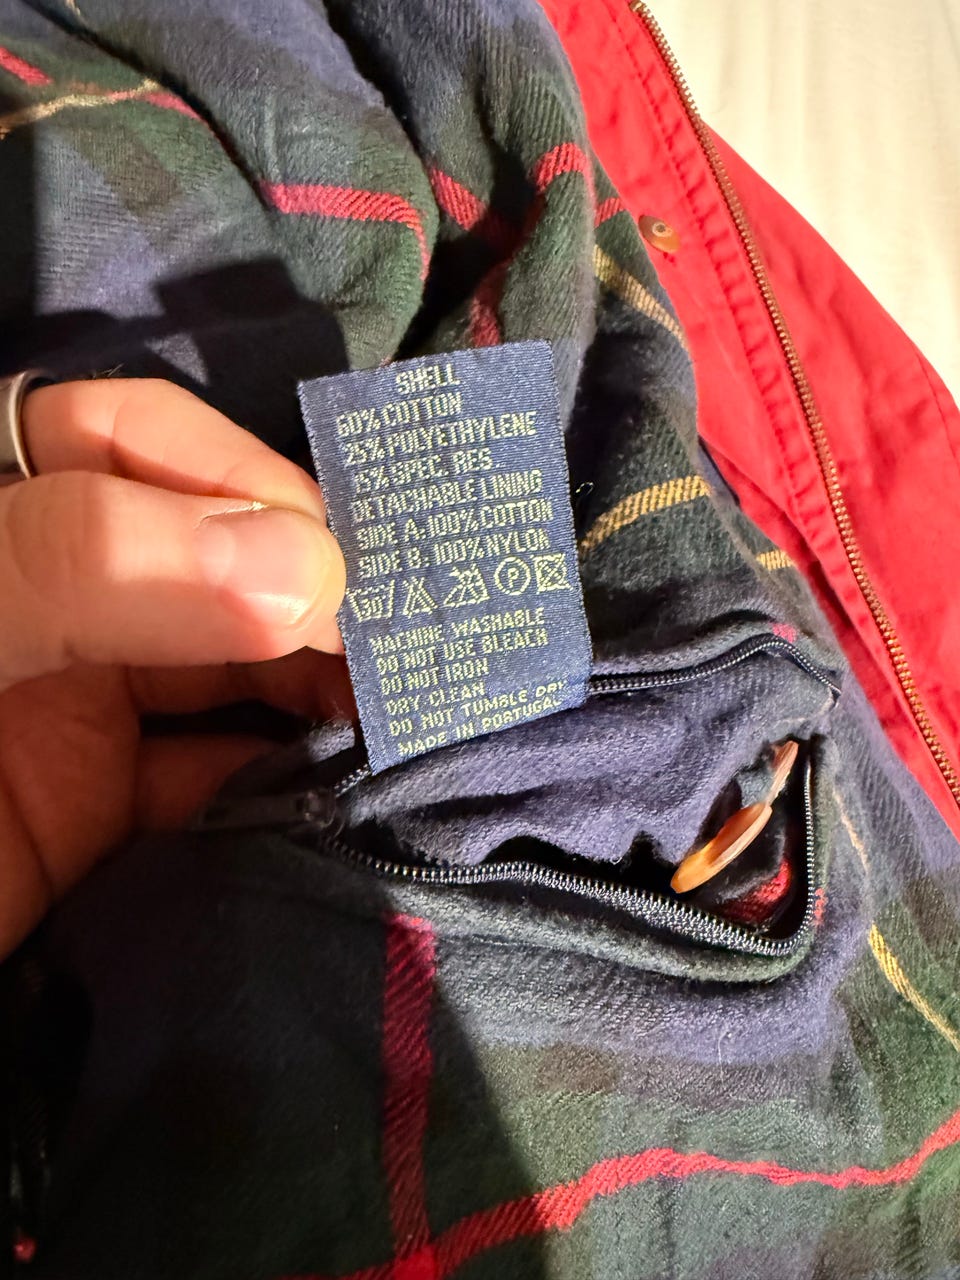 SHELL
60% COTTON
25% POLYETHYLENE
15% SPEC. RES.
DETACHABLE LINING
SIDE A. 100% COTTON
SIDE B. 100% NYLON
30 P
MACHINE WASHABLE
DO NOT USE BLEACH
DO NOT IRON
DRY CLEAN
DO NOT TUMBLE DRY
MADE IN PORTUGAL